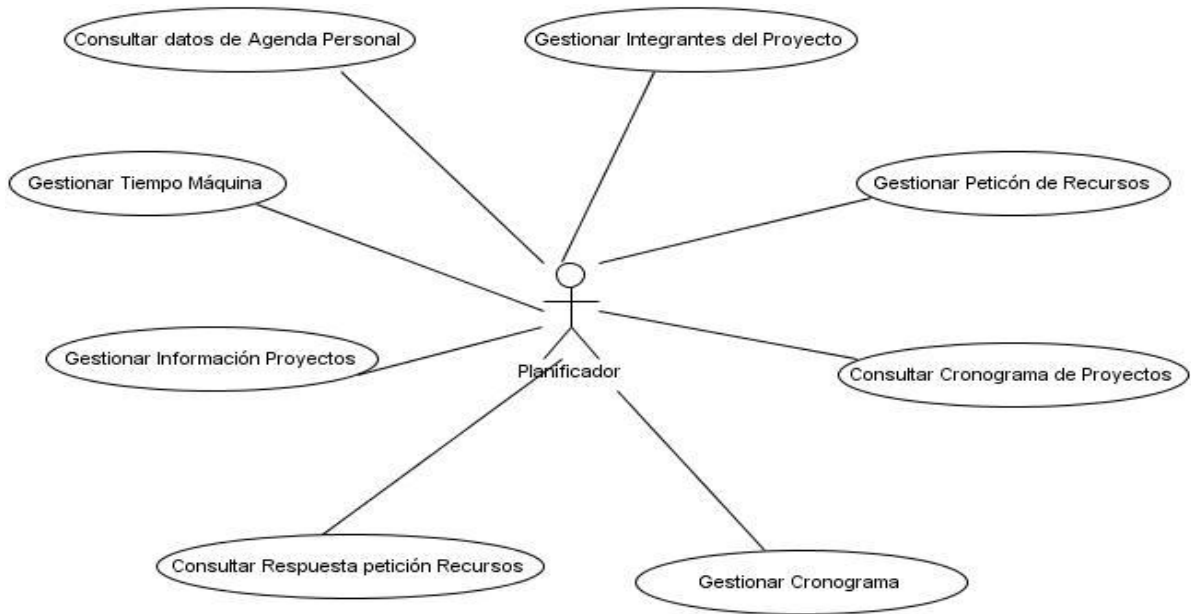 Consultar datos de Agenda Personal
Gestionar Integrantes del Proyecto
Gestionar Tiempo Máquina
Gestionar Peticón de Recursos
Gestionar Información Proyectos
Planificador
Consultar Cronograma de Proyectos
Consultar Respuesta petición Recursos
Gestionar Cronograma